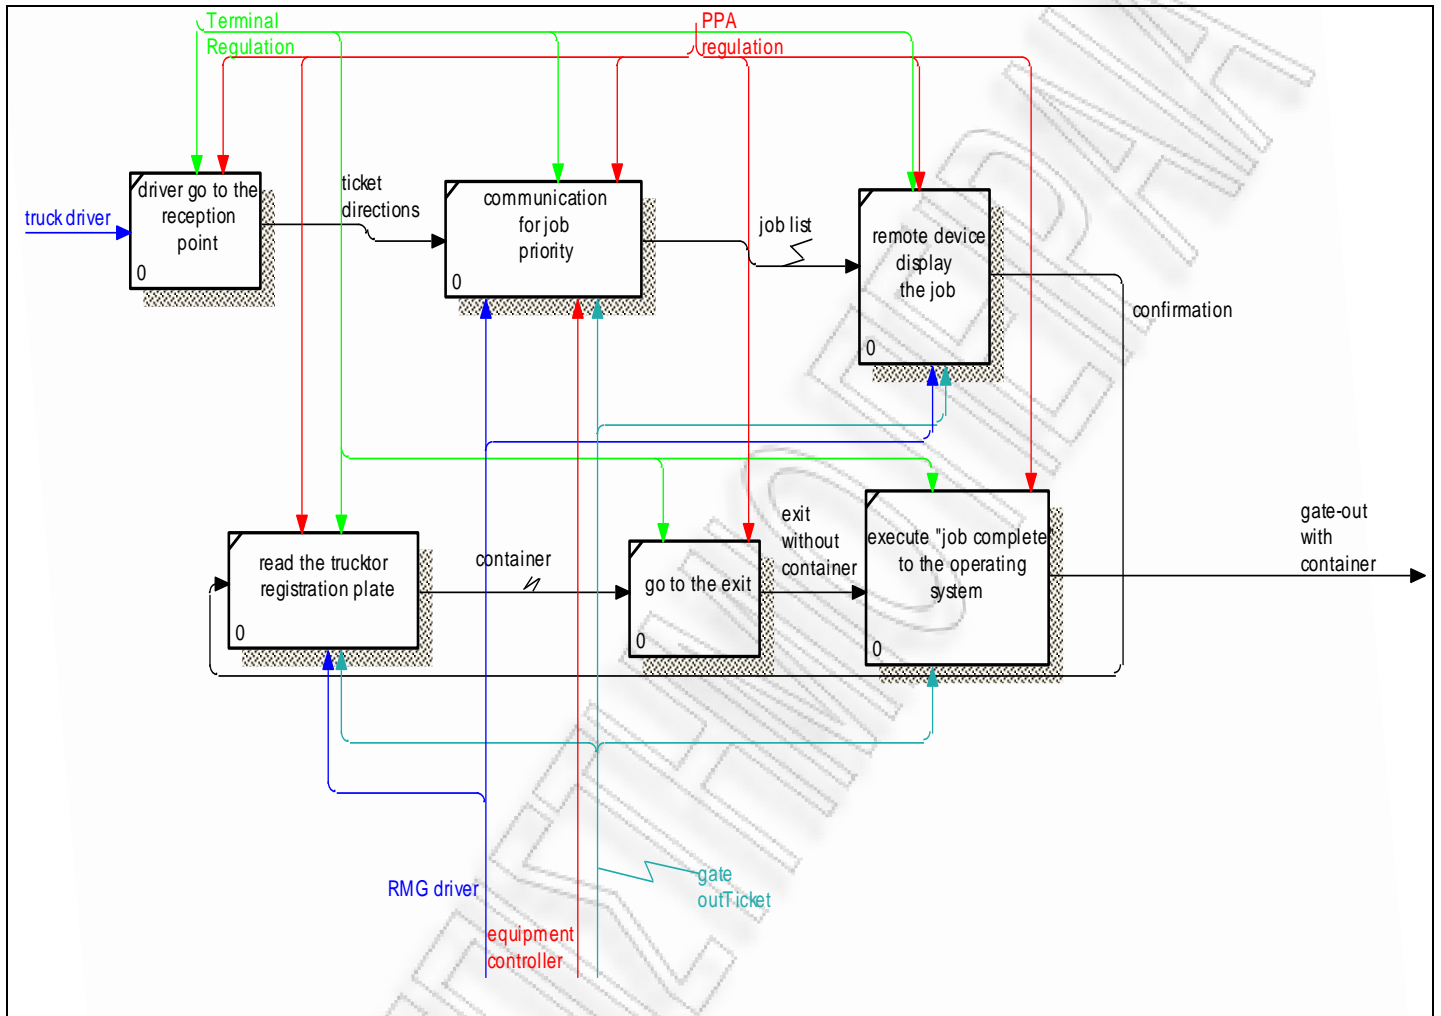 Terminal
Regulation
PPA
regulation
truck driver
driver go to the
reception
point
0
ticket
directions
communication
for job
priority
0
job list
remote device
display
the job
0
confirmation
read the trucktor
registration plate
0
container
go to the exit
0
exit
without
container
execute "job complete"
to the operating
system
0
gate-out
with
container
RMG driver
equipment
controller
gate
outTicket